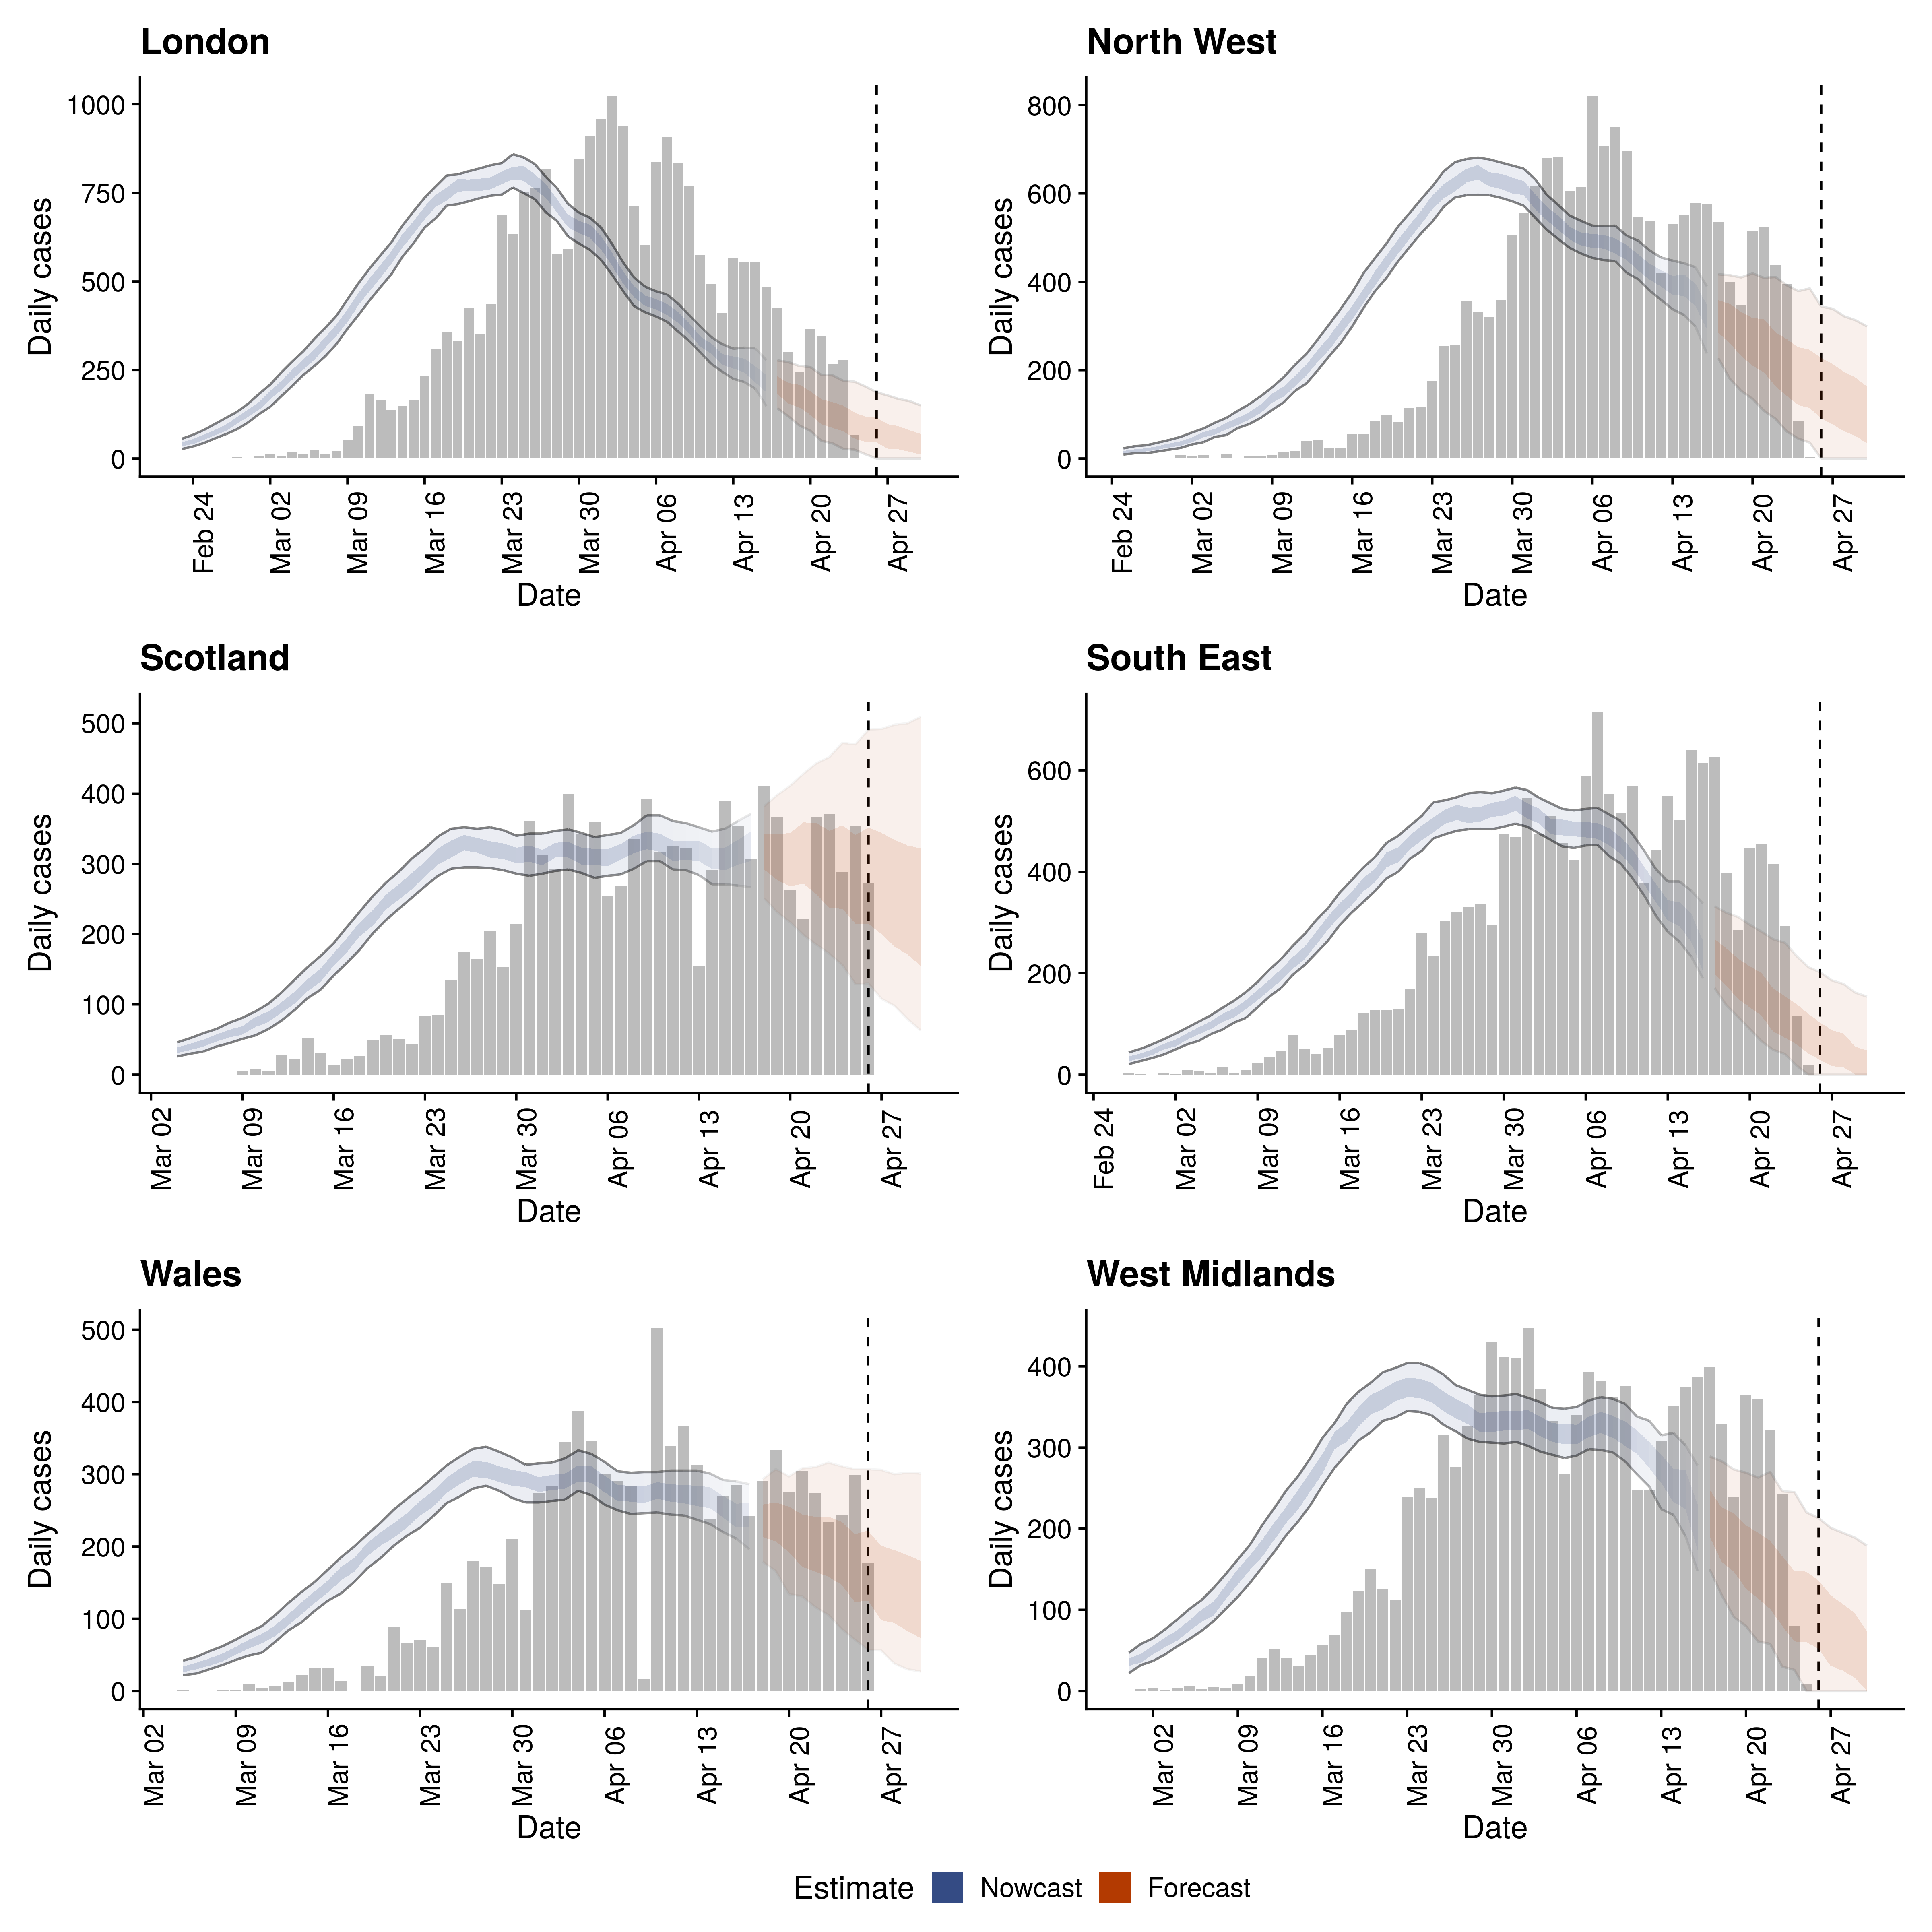 London
Daily cases
1000
750
500
250
0
Feb 24
Mar 02
Mar 09
Mar 16
Mar 23
Mar 30
Apr 06
Apr 13
Apr 20
Apr 27
Date
North West
Daily cases
800
600
400
200
0
Feb 24
Mar 02
Mar 09
Mar 16
Mar 23
Mar 30
Apr 06
Apr 13
Apr 20
Apr 27
Date
Scotland
Daily cases
500
400
300
200
100
0
Mar 02
Mar 09
Mar 16
Mar 23
Mar 30
Apr 06
Apr 13
Apr 20
Apr 27
Date
South East
Daily cases
600
400
200
0
Feb 24
Mar 02
Mar 09
Mar 16
Mar 23
Mar 30
Apr 06
Apr 13
Apr 20
Apr 27
Date
Wales
Daily cases
500
400
300
200
100
0
Mar 02
Mar 09
Mar 16
Mar 23
Mar 30
Apr 06
Apr 13
Apr 20
Apr 27
Date
West Midlands
Daily cases
400
300
200
100
0
Mar 02
Mar 09
Mar 16
Mar 23
Mar 30
Apr 06
Apr 13
Apr 20
Apr 27
Date
Estimate Nowcast Forecast